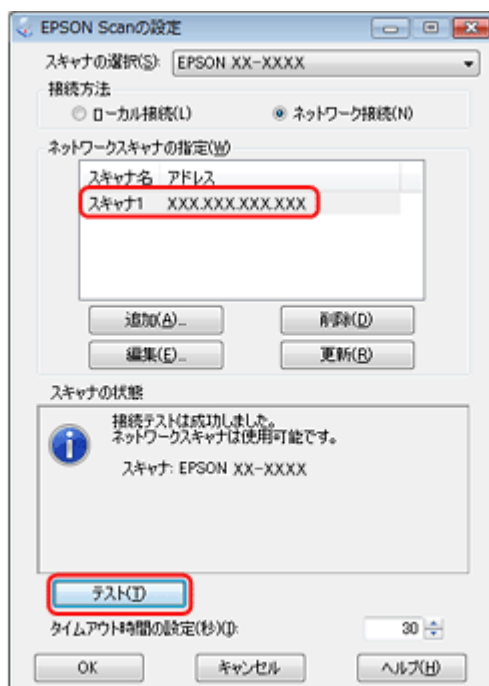 EPSON Scanの設定
スキャナの選択(S): EPSON XX-XXXX
接続方法
ローカル接続(L) ネットワーク接続(N)
ネットワークスキャナの指定(W)
スキャナ名 アドレス
スキャナ1 XXX.XXX.XXX.XXX
追加(A)... 削除(D)
編集(E)... 更新(R)
スキャナの状態
接続テストは成功しました。
ネットワークスキャナは使用可能です。
スキャナ: EPSON XX-XXXX
テスト(T)
タイムアウト時間の設定(秒)(I): 30
OK キャンセル ヘルプ(H)